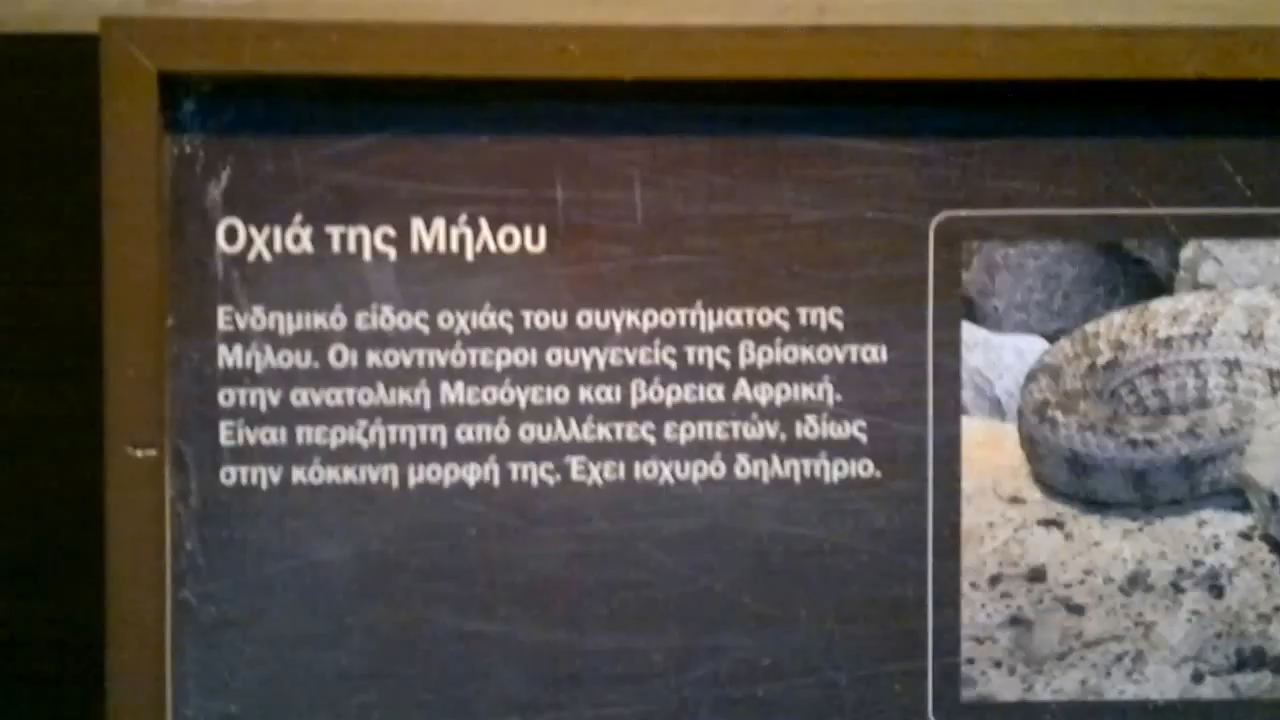 Οχιά της Μήλου
Ενδημικό είδος οχιάς του συγκροτήματος της
Μήλου. Οι κοντινότεροι συγγενείς της βρίσκονται
στην ανατολική Μεσόγειο και βόρεια Αφρική.
Είναι περιζήτητη από συλλέκτες ερπετών, ιδίως
στην κόκκινη μορφή της. Έχει ισχυρό δηλητήριο.